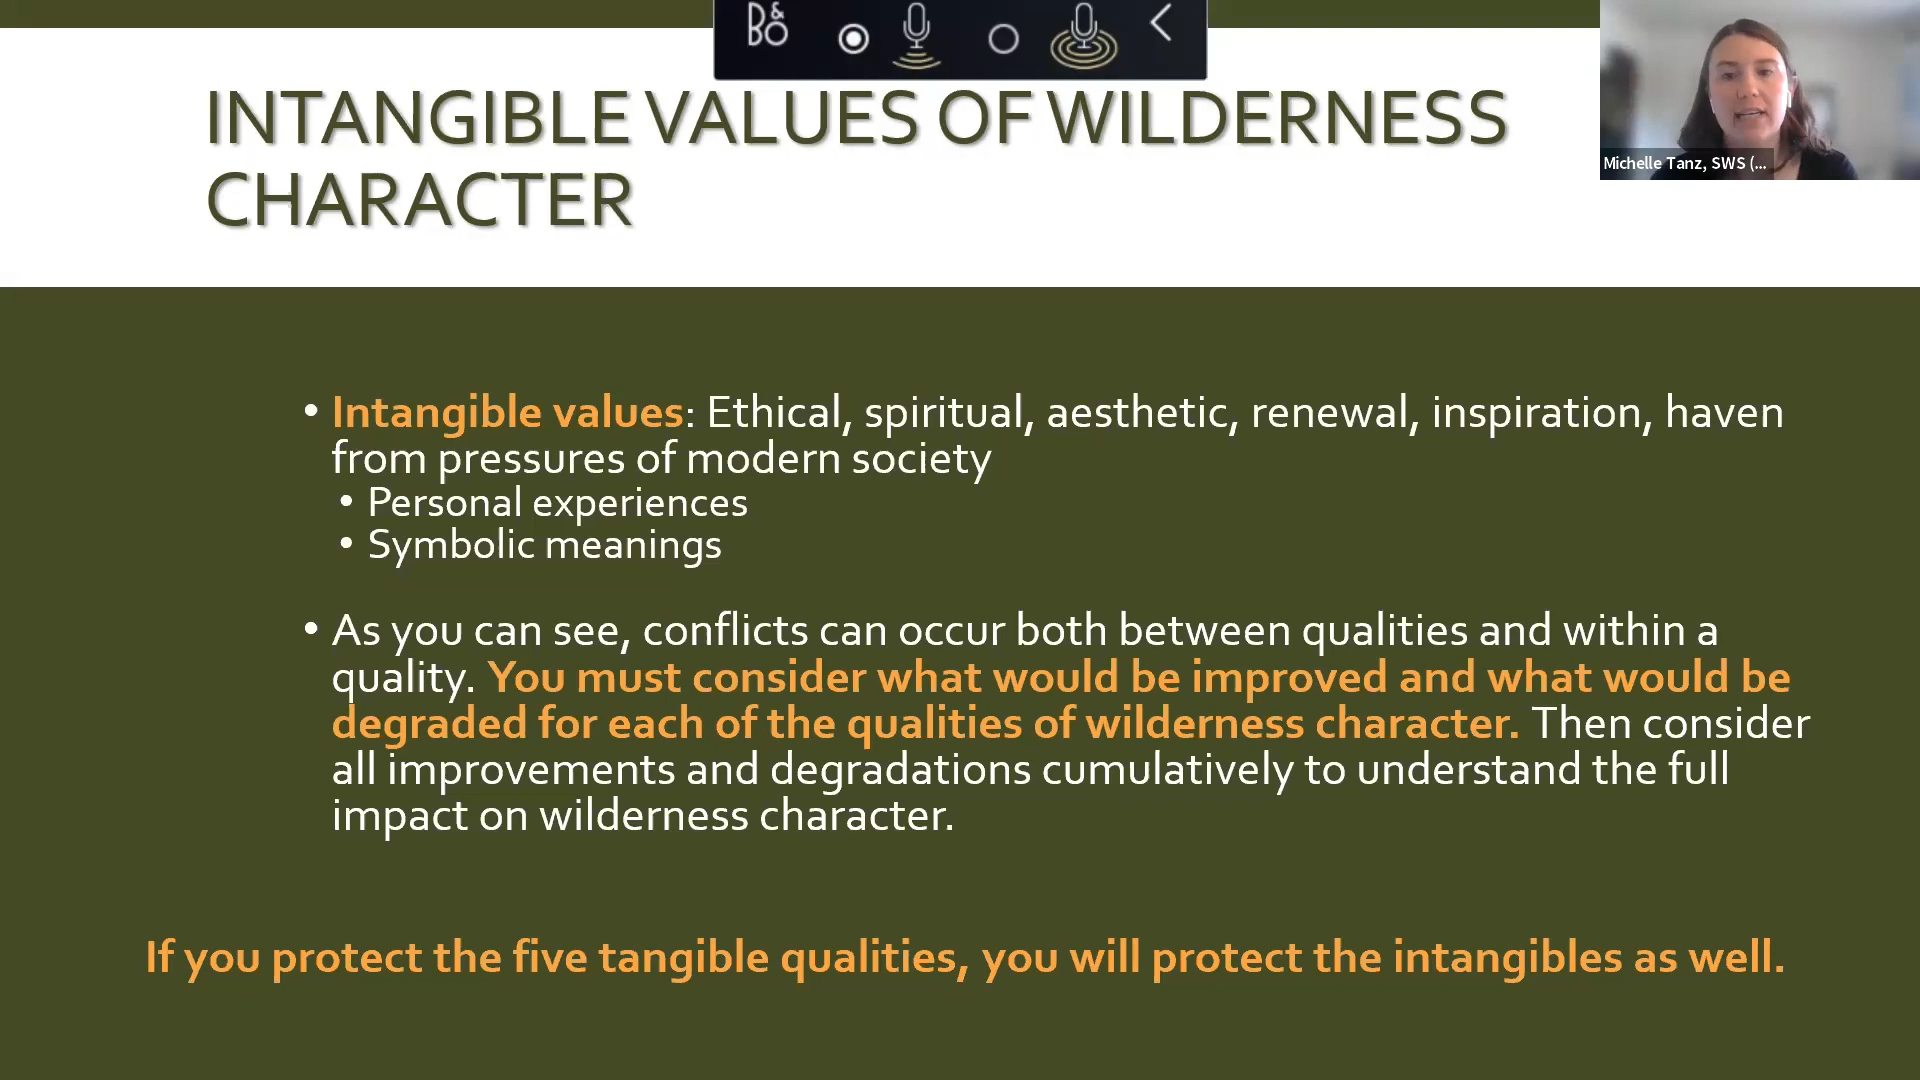 B&O
INTANGIBLE VALUES OF WILDERNESS
CHARACTER
Michelle Tanz, SWS (...
• Intangible values: Ethical, spiritual, aesthetic, renewal, inspiration, haven
from pressures of modern society
• Personal experiences
• Symbolic meanings
• As you can see, conflicts can occur both between qualities and within a
quality. You must consider what would be improved and what would be
degraded for each of the qualities of wilderness character. Then consider
all improvements and degradations cumulatively to understand the full
impact on wilderness character.
If you protect the five tangible qualities, you will protect the intangibles as well.